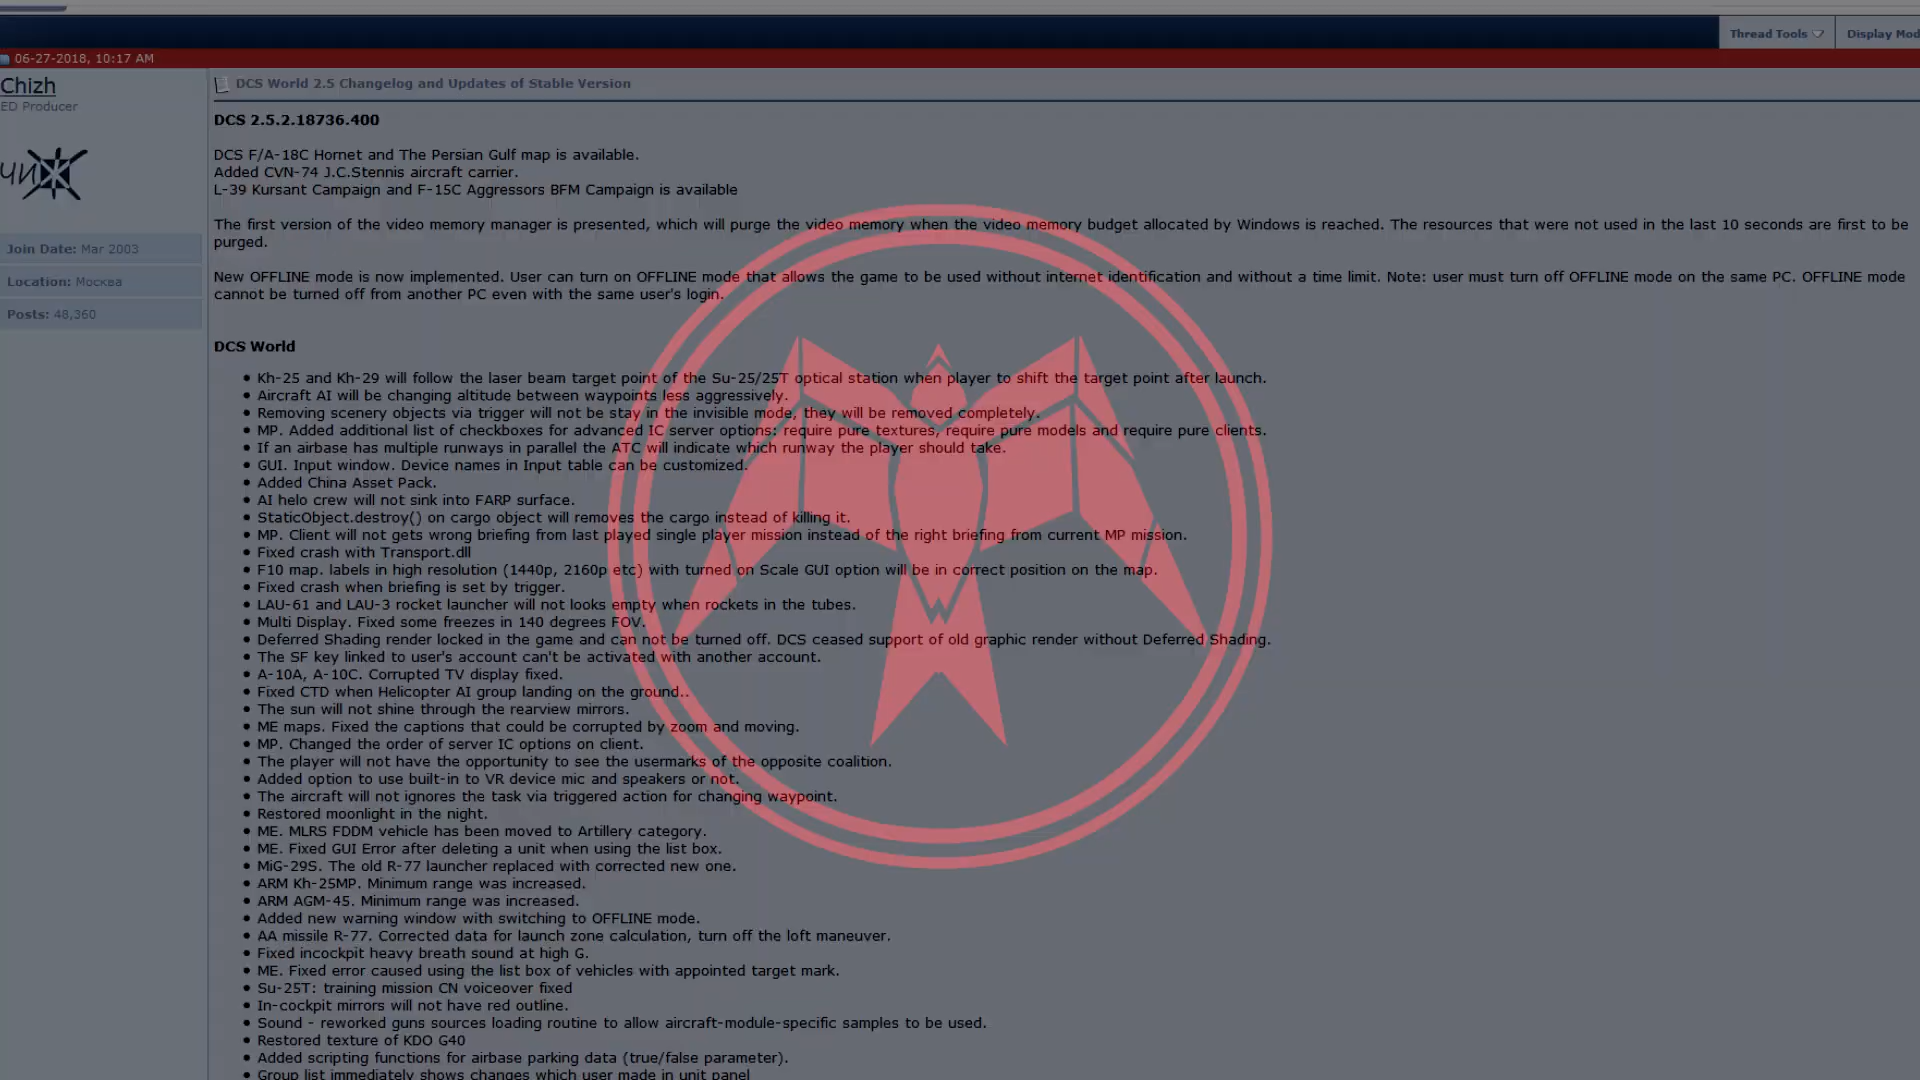 Thread Tools
Display Mod
06-27-2018, 10:17 AM
Chizh
ED Producer
чиж
Join Date: Mar 2003
Location: Москва
Posts: 48,360
DCS World 2.5 Changelog and Updates of Stable Version
DCS 2.5.2.18736.400
DCS F/A-18C Hornet and The Persian Gulf map is available.
Added CVN-74 J.C.Stennis aircraft carrier.
L-39 Kursant Campaign and F-15C Aggressors BFM Campaign is available
The first version of the video memory manager is presented, which will purge the video memory when the video memory budget allocated by Windows is reached. The resources that were not used in the last 10 seconds are first to be
purged.
New OFFLINE mode is now implemented. User can turn on OFFLINE mode that allows the game to be used without internet identification and without a time limit. Note: user must turn off OFFLINE mode on the same PC. OFFLINE mode
cannot be turned off from another PC even with the same user's login.
DCS World
• Kh-25 and Kh-29 will follow the laser beam target point of the Su-25/25T optical station when player to shift the target point after launch.
• Aircraft AI will be changing altitude between waypoints less aggressively.
• Removing scenery objects via trigger will not be stay in the invisible mode, they will be removed completely.
• MP. Added additional list of checkboxes for advanced IC server options: require pure textures, require pure models and require pure clients.
• If an airbase has multiple runways in parallel the ATC will indicate which runway the player should take.
• GUI. Input window. Device names in Input table can be customized.
• Added China Asset Pack.
• AI helo crew will not sink into FARP surface.
• StaticObject.destroy() on cargo object will removes the cargo instead of killing it.
• MP. Client will not gets wrong briefing from last played single player mission instead of the right briefing from current MP mission.
• Fixed crash with Transport.dll
• F10 map. labels in high resolution (1440p, 2160p etc) with turned on Scale GUI option will be in correct position on the map.
• Fixed crash when briefing is set by trigger.
• LAU-61 and LAU-3 rocket launcher will not looks empty when rockets in the tubes.
• Multi Display. Fixed some freezes in 140 degrees FOV.
• Deferred Shading render locked in the game and can not be turned off. DCS ceased support of old graphic render without Deferred Shading.
• The SF key linked to user's account can't be activated with another account.
• A-10A, A-10C. Corrupted TV display fixed.
• Fixed CTD when Helicopter AI group landing on the ground..
• The sun will not shine through the rearview mirrors.
• ME maps. Fixed the captions that could be corrupted by zoom and moving.
• MP. Changed the order of server IC options on client.
• The player will not have the opportunity to see the usermarks of the opposite coalition.
• Added option to use built-in to VR device mic and speakers or not.
• The aircraft will not ignores the task via triggered action for changing waypoint.
• Restored moonlight in the night.
• ME. MLRS FDDM vehicle has been moved to Artillery category.
• ME. Fixed GUI Error after deleting a unit when using the list box.
• MiG-29S. The old R-77 launcher replaced with corrected new one.
• ARM Kh-25MP. Minimum range was increased.
• ARM AGM-45. Minimum range was increased.
• Added new warning window with switching to OFFLINE mode.
• AA missile R-77. Corrected data for launch zone calculation, turn off the loft maneuver.
• Fixed incockpit heavy breath sound at high G.
• ME. Fixed error caused using the list box of vehicles with appointed target mark.
• Su-25T: training mission CN voiceover fixed
• In-cockpit mirrors will not have red outline.
• Sound - reworked guns sources loading routine to allow aircraft-module-specific samples to be used.
• Restored texture of KDO G40
• Added scripting functions for airbase parking data (true/false parameter).
• Group list immediately shows changes which user made in unit panel